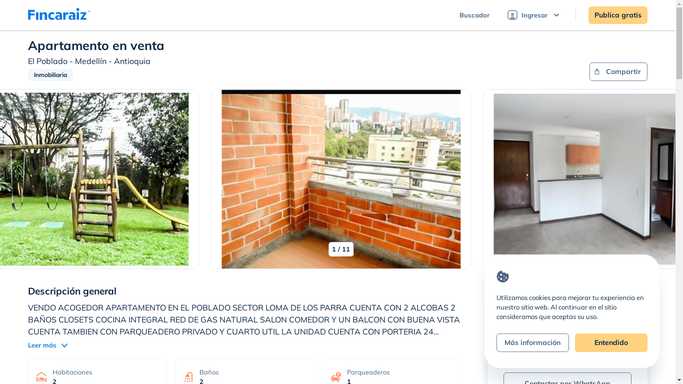 Fincaraiz
Buscador
Ingresar
Publica gratis
Apartamento en venta
El Poblado - Medellín - Antioquia
Inmobiliaria
Compartir
1 / 11
Descripción general
VENDO ACOGEDOR APARTAMENTO EN EL POBLADO SECTOR LOMA DE LOS PARRA CUENTA CON 2 ALCOBAS 2
BAÑOS CLOSETS COCINA INTEGRAL RED DE GAS NATURAL SALON COMEDOR Y UN BALCON CON BUENA VISTA
CUENTA TAMBIEN CON PARQUEADERO PRIVADO Y CUARTO UTIL LA UNIDAD CUENTA CON PORTERIA 24...
Leer más
Habitaciones
2
Baños
2
Parqueaderos
1
Utilizamos cookies para mejorar tu experiencia en
nuestro sitio web. Al continuar en el sitio
consideramos que aceptas su uso.
Más información
Entendido
Contactar por WhatsApp